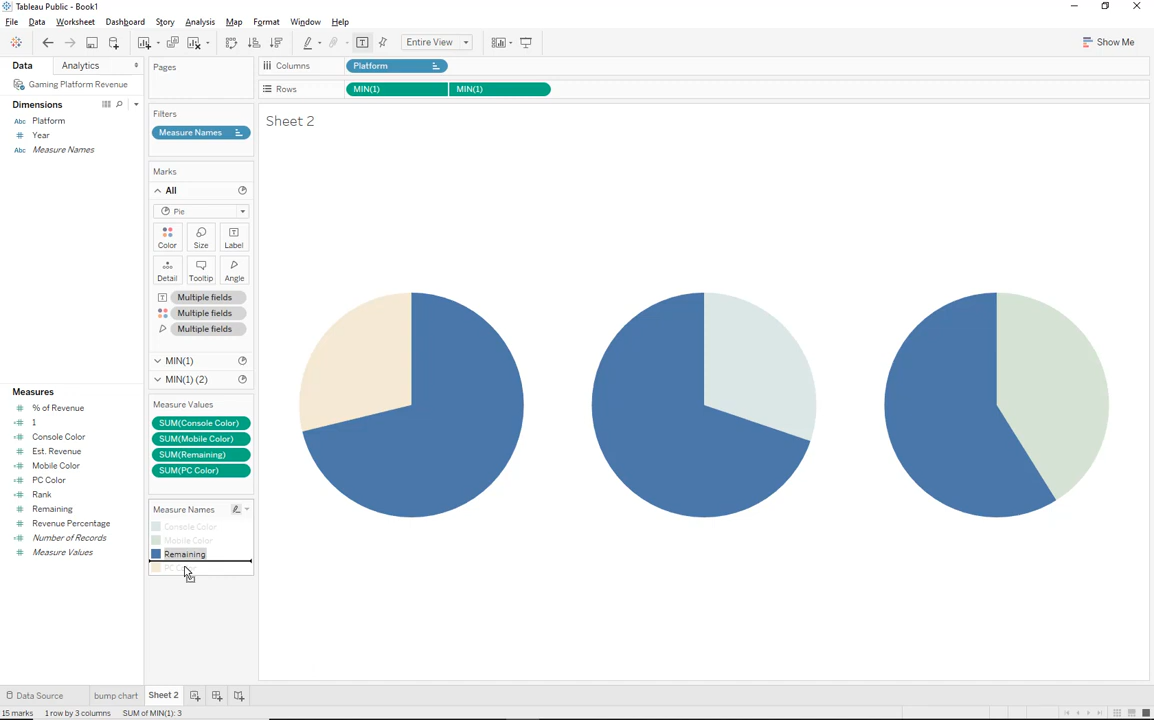 Tableau Public - Book1
File Data Worksheet Dashboard Story Analysis Map Format Window Help
Entire View
Show Me
Data Analytics
Pages
Columns Platform
Gaming Platform Revenue
Rows MIN(1) MIN(1)
Dimensions
Filters
Abc Platform
Measure Names
Sheet 2
Year
Abc Measure Names
Marks
All
Pie
Color Size Label
Detail Tooltip Angle
Multiple fields
Multiple fields
Multiple fields
MIN(1)
MIN(1) (2)
Measures
Measure Values
% of Revenue
SUM(Console Color)
1
SUM(Mobile Color)
Console Color
SUM(Remaining)
Est. Revenue
SUM(PC Color)
Mobile Color
PC Color
Rank
Remaining
Measure Names
Revenue Percentage
Console Color
Number of Records
Mobile Color
Measure Values
Remaining
Data Source bump chart Sheet 2
15 marks 1 row by 3 columns SUM of MIN(1): 3